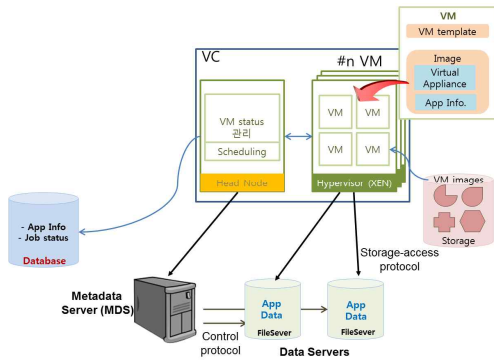 VM
VM template
Image
Virtual
Appliance
App Info.
VC
#n VM
VM status
관리
Scheduling
Head Node
VM
VM
VM
VM
Hypervisor (XEN)
VM images
Storage
- App Info
- Job status
Database
Storage-access
protocol
Metadata
Server (MDS)
Control
protocol
App
Data
FileSever
App
Data
FileSever
Data Servers